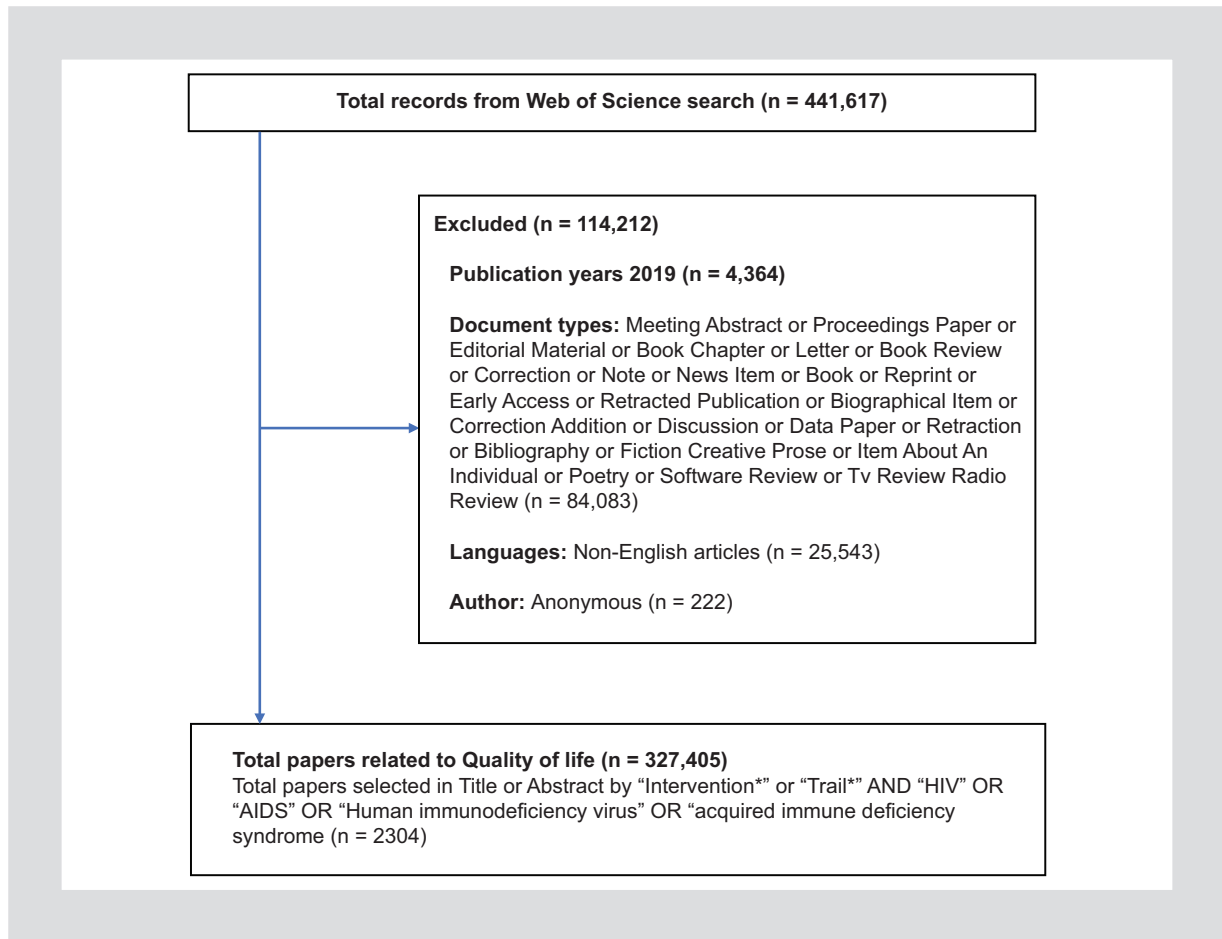 Total records from Web of Science search (n = 441,617)
Excluded (n = 114,212)
Publication years 2019 (n = 4,364)
Document types: Meeting Abstract or Proceedings Paper or
Editorial Material or Book Chapter or Letter or Book Review
or Correction or Note or News Item or Book or Reprint or
Early Access or Retracted Publication or Biographical Item or
Correction Addition or Discussion or Data Paper or Retraction
or Bibliography or Fiction Creative Prose or Item About An
Individual or Poetry or Software Review or Tv Review Radio
Review (n = 84,083)
Languages: Non-English articles (n = 25,543)
Author: Anonymous (n = 222)
Total papers related to Quality of life (n = 327,405)
Total papers selected in Title or Abstract by “Intervention*” or “Trail*” AND “HIV” OR
“AIDS” OR “Human immunodeficiency virus” OR “acquired immune deficiency
syndrome (n = 2304)